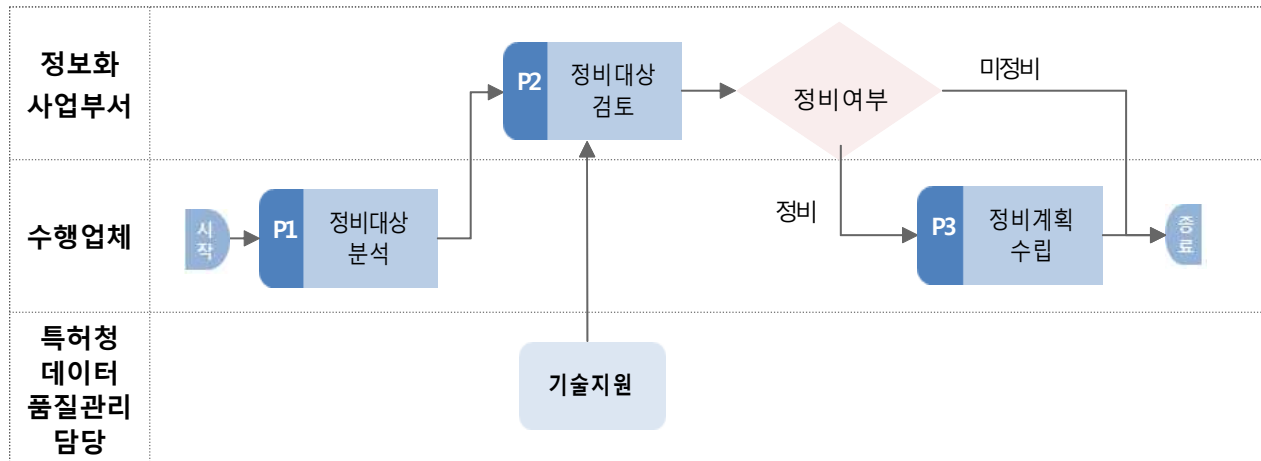 정보화
사업부서
P2
정비대상
검토
정비여부
미정비
수행업체
시
작
P1
정비대상
분석
정비
P3
정비계획
수립
종
료
특허청
데이터
품질관리
담당
기술지원